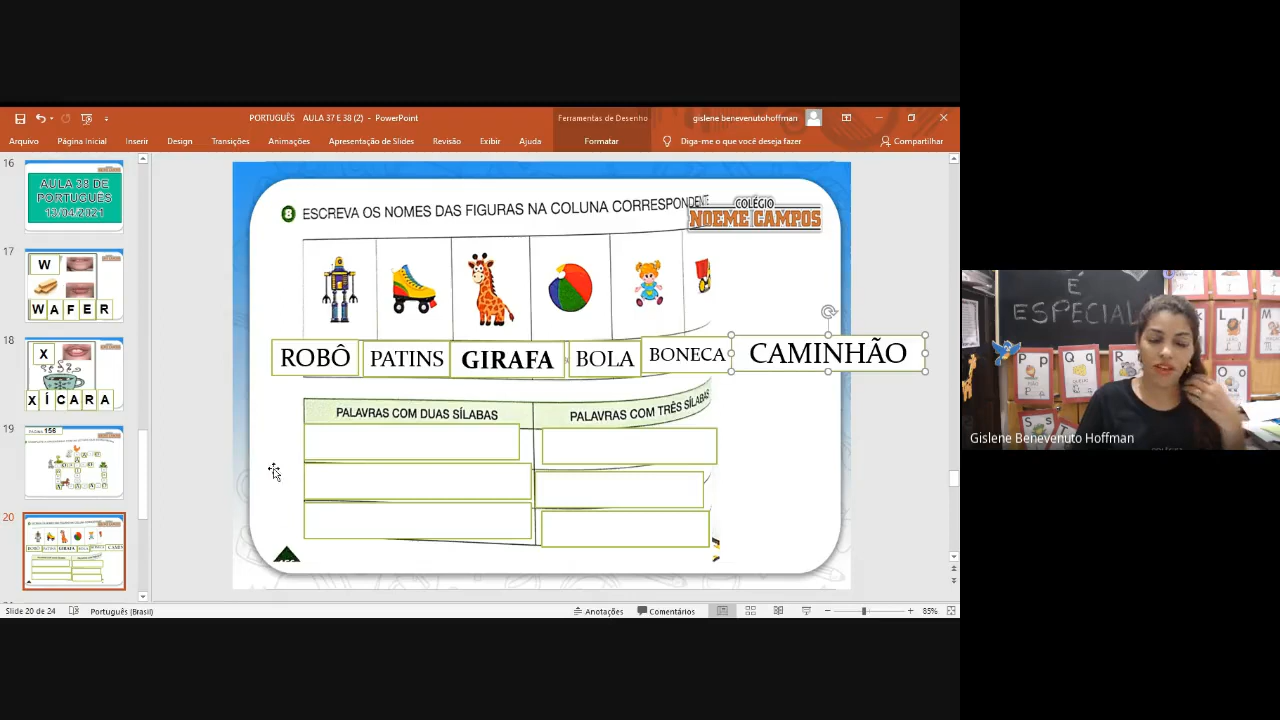 PORTUGUÊS AULA 37 E 38 (2) - PowerPoint
Ferramentas de Desenho
gislene benevenutohoffman
Arquivo
Página Inicial
Inserir
Design
Transições
Animações
Apresentação de Slides
Revisão
Exibir
Ajuda
Formatar
Diga-me o que você deseja fazer
Compartilhar
16
AULA 38 DE
PORTUGUÊS
13/04/2021
17
W
W A F E R
18
X
X Í C A R A
19
PÁGINA 156
20
8 ESCREVA OS NOMES DAS FIGURAS NA COLUNA CORRESPONDENTE
COLÉGIO
NOEME CAMPOS
ROBÔ PATINS GIRAFA BOLA BONECA CAMINHÃO
PALAVRAS COM DUAS SÍLABAS
PALAVRAS COM TRÊS SÍLABAS
É
ESPECIAL
L
P p
Q q
R
S s
Gislene Benevenuto Hoffman
Slide 20 de 24
Português (Brasil)
Anotações
Comentários
85%